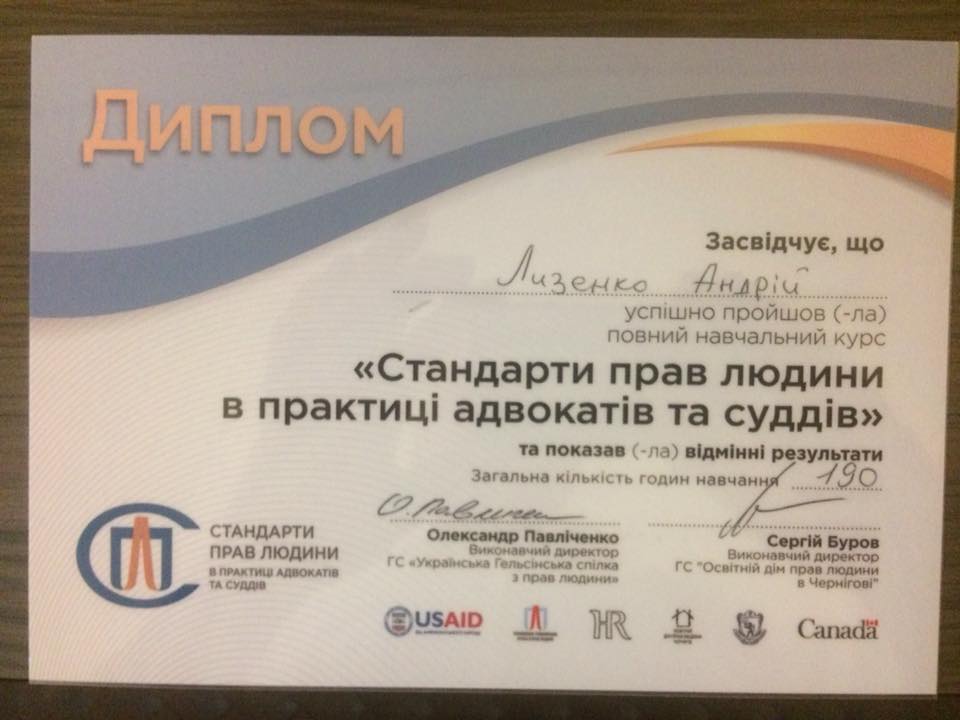 Диплом
Засвідчує, що
Лизенко Андрій
успішно пройшов (-ла)
повний навчальний курс
«Стандарти прав людини
в практиці адвокатів та суддів»
та показав (-ла) відмінні результати
Загальна кількість годин навчання 190
О. Павличен
Олександр Павліченко
Виконавчий директор
ГС «Українська Гельсінська спілка
з прав людини»
Сергій Буров
Виконавчий директор
ГС "Освітній дім прав людини
в Чернігові"
СТАНДАРТИ
ПРАВ ЛЮДИНИ
В ПРАКТИЦІ АДВОКАТІВ
ТА СУДДІВ
USAID
HR
Canada